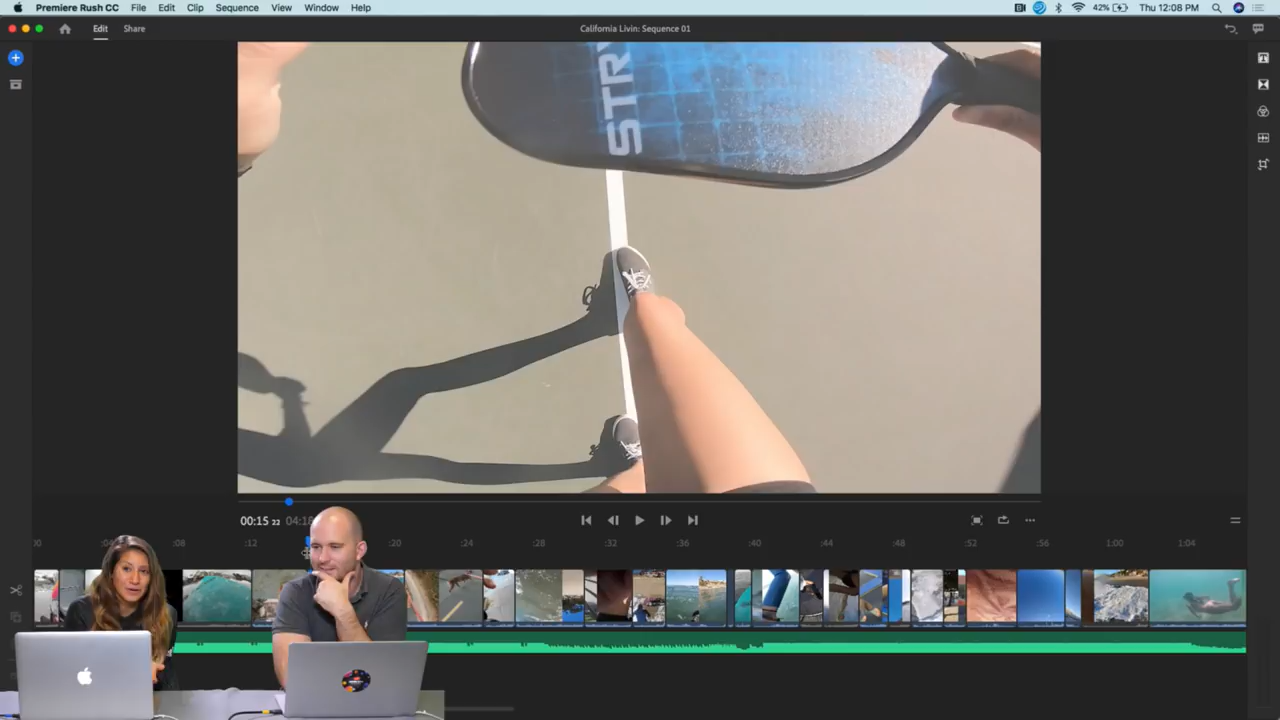 Premiere Rush CC File Edit Clip Sequence View Window Help 42% Thu 12:08 PM
Edit Share California Livin: Sequence 01
STR
00:15 22
:12 :20 :24 :28 :32 :36 :40 :44 :48 :52 :56 1:00 1:04